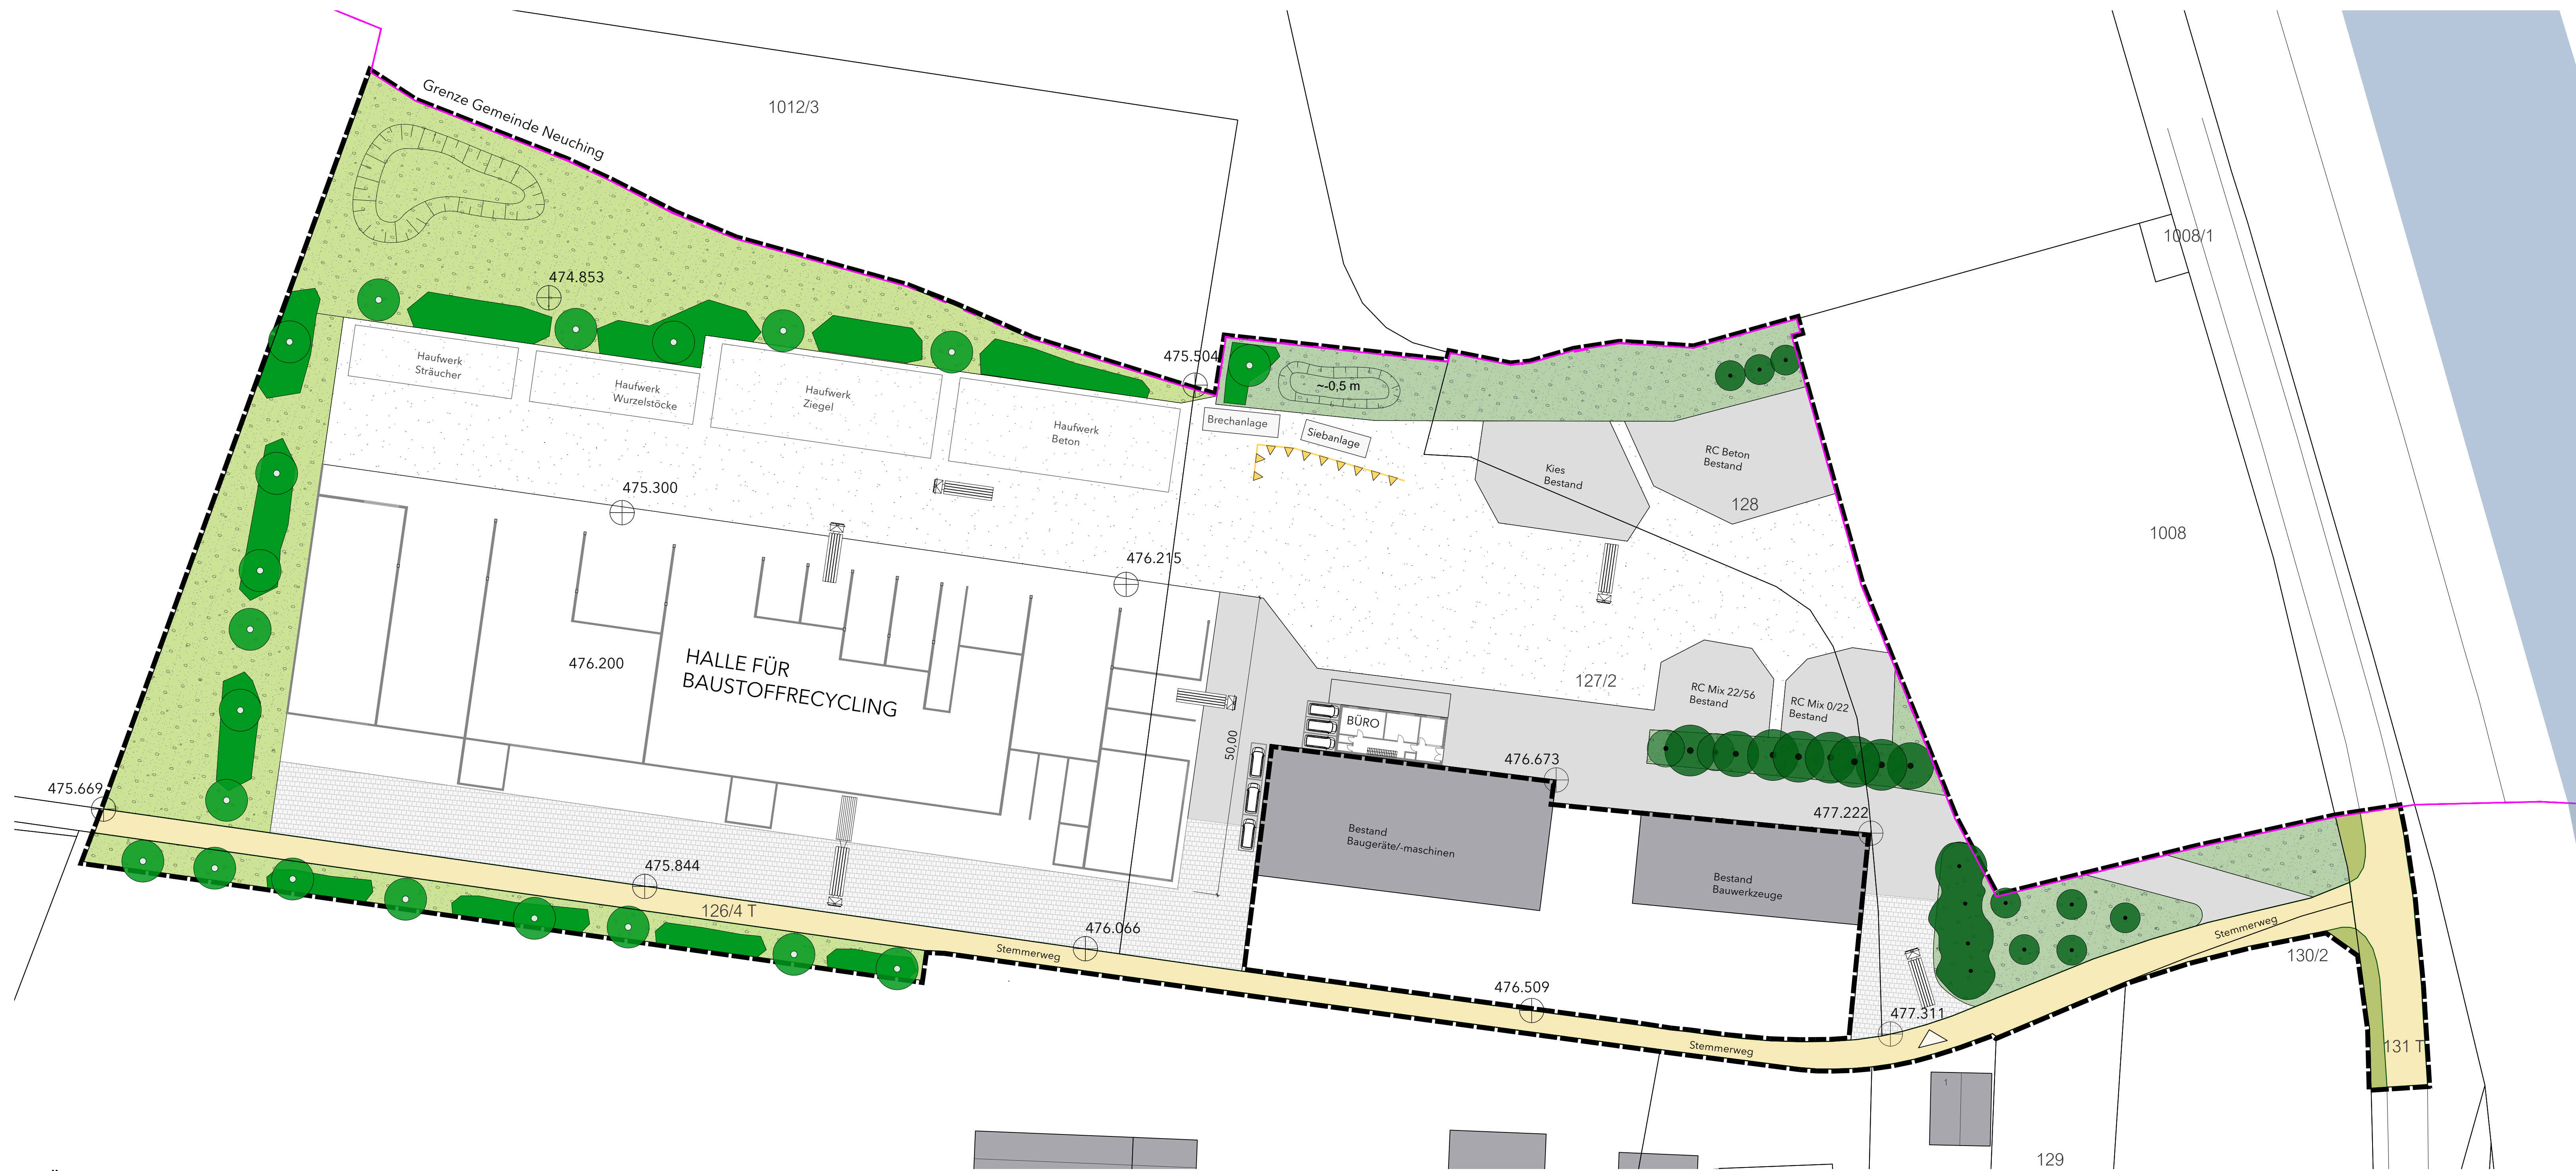 Grenze Gemeinde Neuching
1012/3
1008/1
474.853
475.504
~-0,5 m
Haufwerk
Sträucher
Haufwerk
Wurzelstöcke
Haufwerk
Ziegel
Haufwerk
Beton
Brechanlage
Siebanlage
Kies
Bestand
RC Beton
Bestand
128
1008
475.300
476.215
476.200
HALLE FÜR
BAUSTOFFRECYCLING
127/2
RC Mix 22/56
Bestand
RC Mix 0/22
Bestand
BÜRO
50,00
476.673
475.669
477.222
Bestand
Baugeräte/-maschinen
Bestand
Bauwerkzeuge
475.844
126/4 T
476.066
Stemmerweg
Stemmerweg
130/2
476.509
477.311
Stemmerweg
131 T
1
129